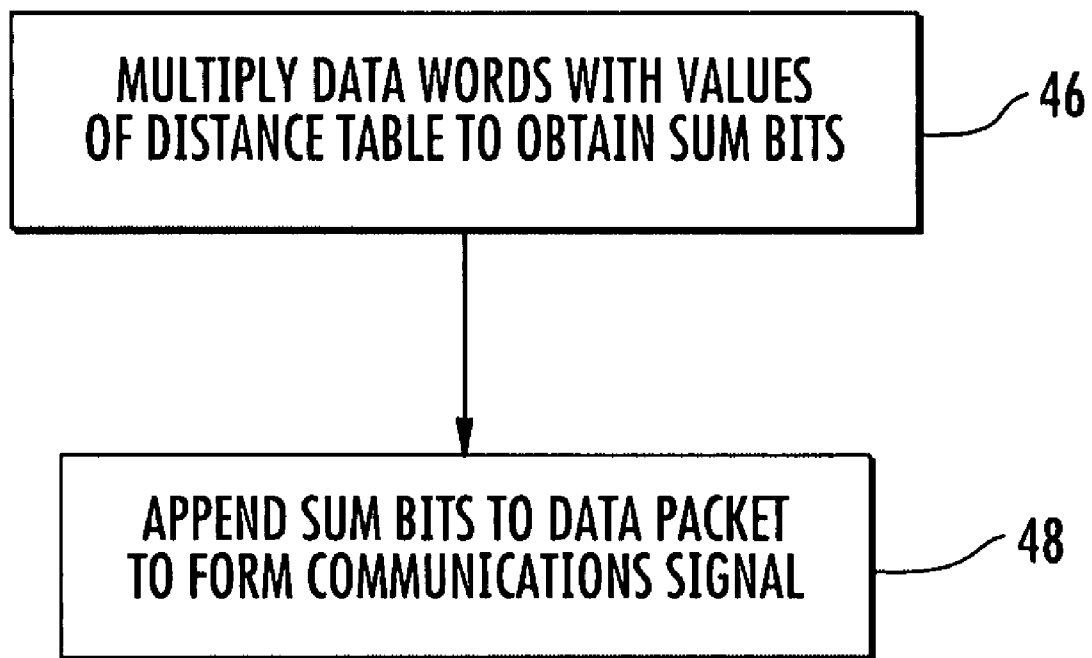 MULTIPLY DATA WORDS WITH VALUES
OF DISTANCE TABLE TO OBTAIN SUM BITS
46
APPEND SUM BITS TO DATA PACKET
TO FORM COMMUNICATIONS SIGNAL
48